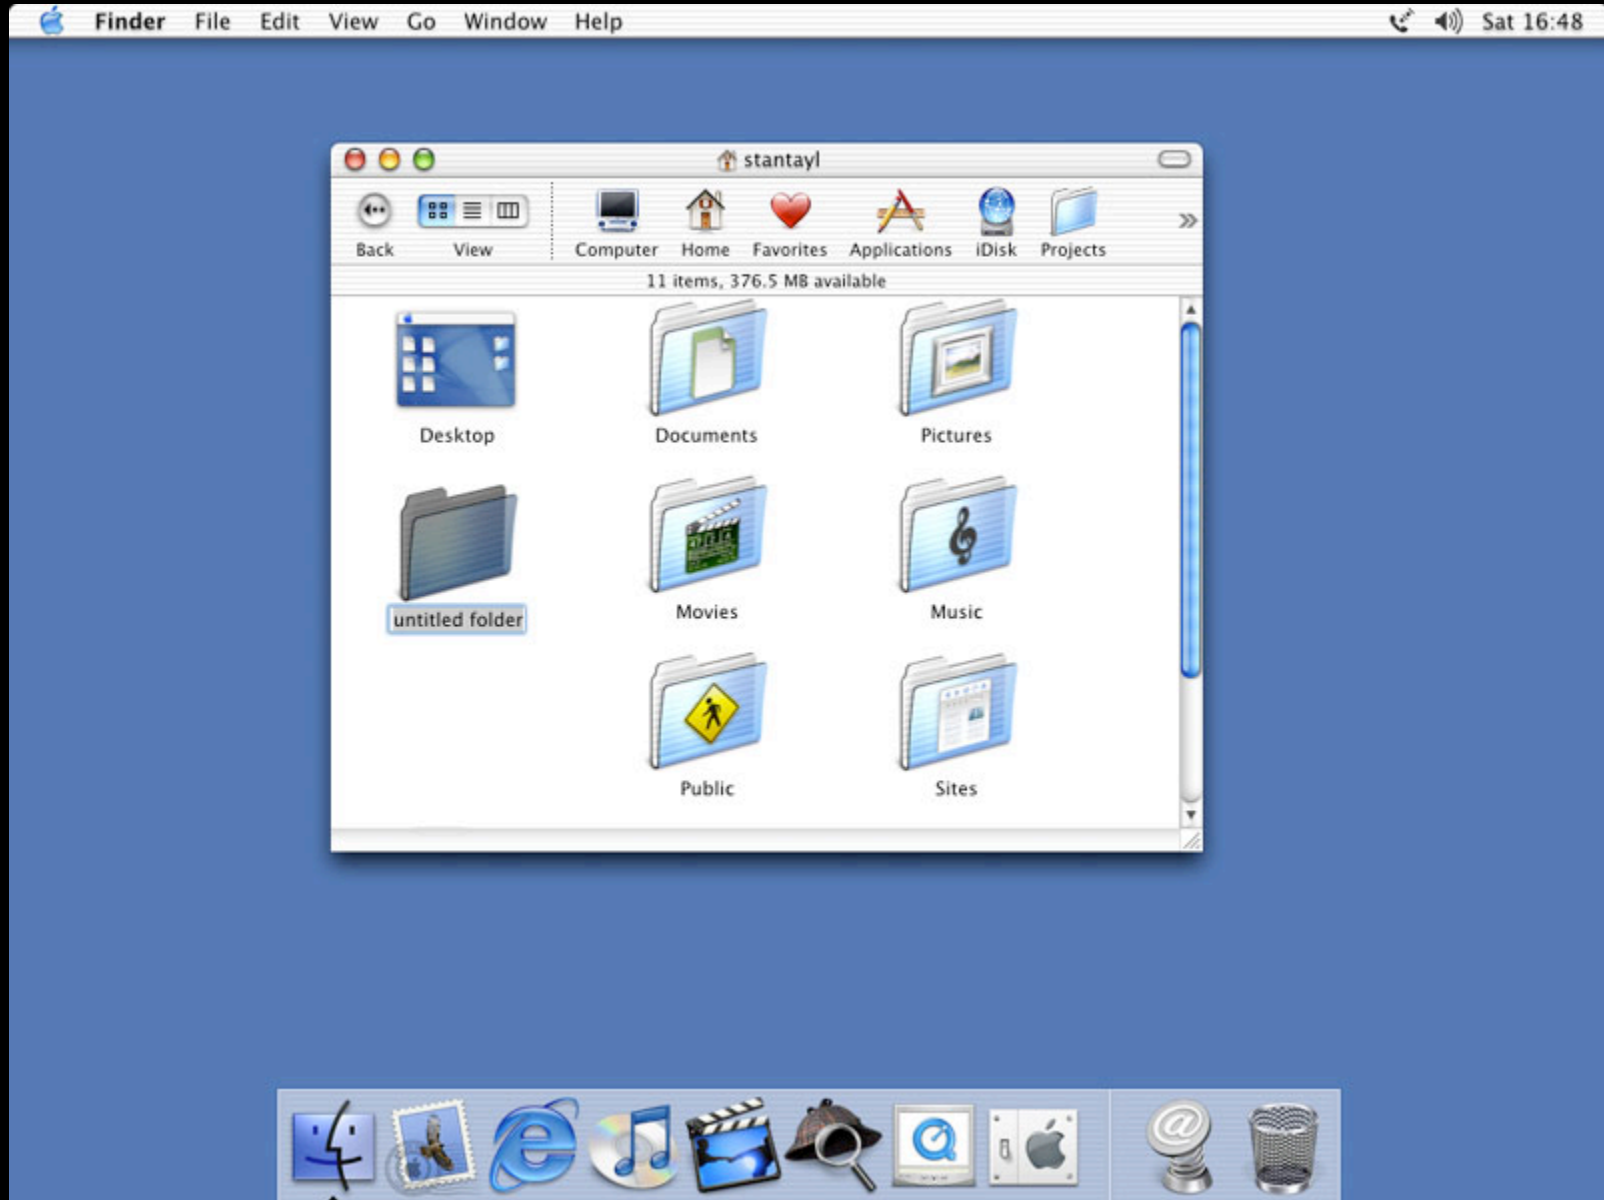 Finder File Edit View Go Window Help Sat 16:48
stantayl
Back View Computer Home Favorites Applications iDisk Projects
11 items, 376.5 MB available
Desktop Documents Pictures
untitled folder Movies Music
Public Sites
@